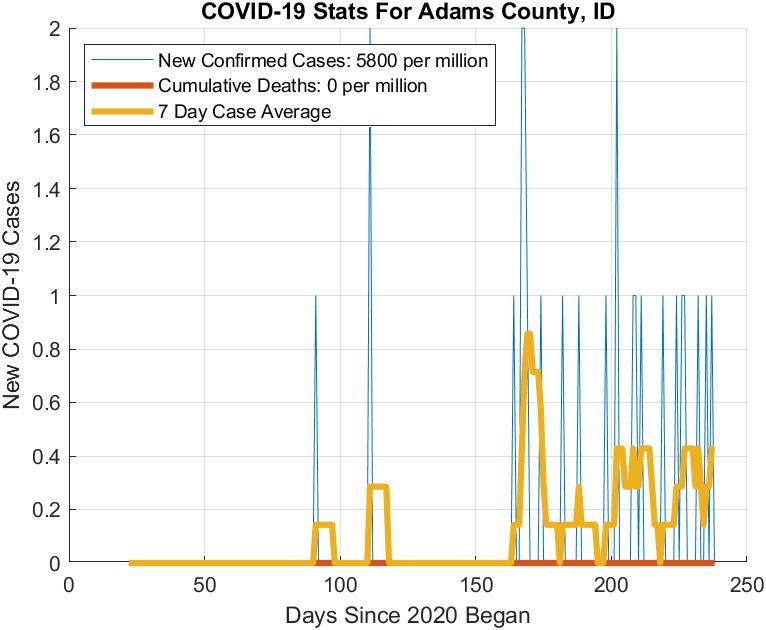 COVID-19 Stats For Adams County, ID
New Confirmed Cases: 5800 per million
Cumulative Deaths: 0 per million
7 Day Case Average
New COVID-19 Cases
2
1.8
1.6
1.4
1.2
1
0.8
0.6
0.4
0.2
0
0 50 100 150 200 250
Days Since 2020 Began